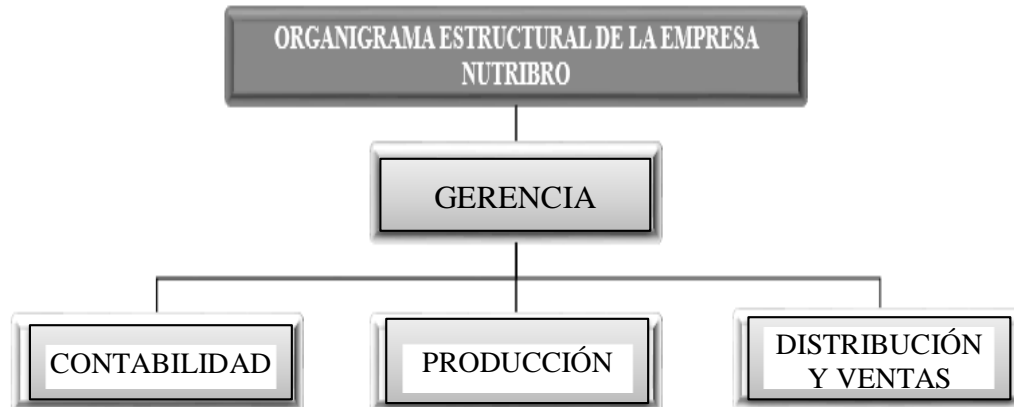 ORGANIGRAMA ESTRUCTURAL DE LA EMPRESA
NUTRIBRO
GERENCIA
CONTABILIDAD
PRODUCCIÓN
DISTRIBUCIÓN
Y VENTAS